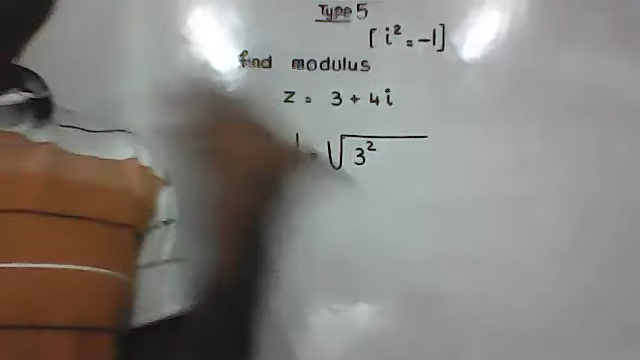 Type 5
[ i² = -1]
find modulus
z = 3 + 4i
= √3²